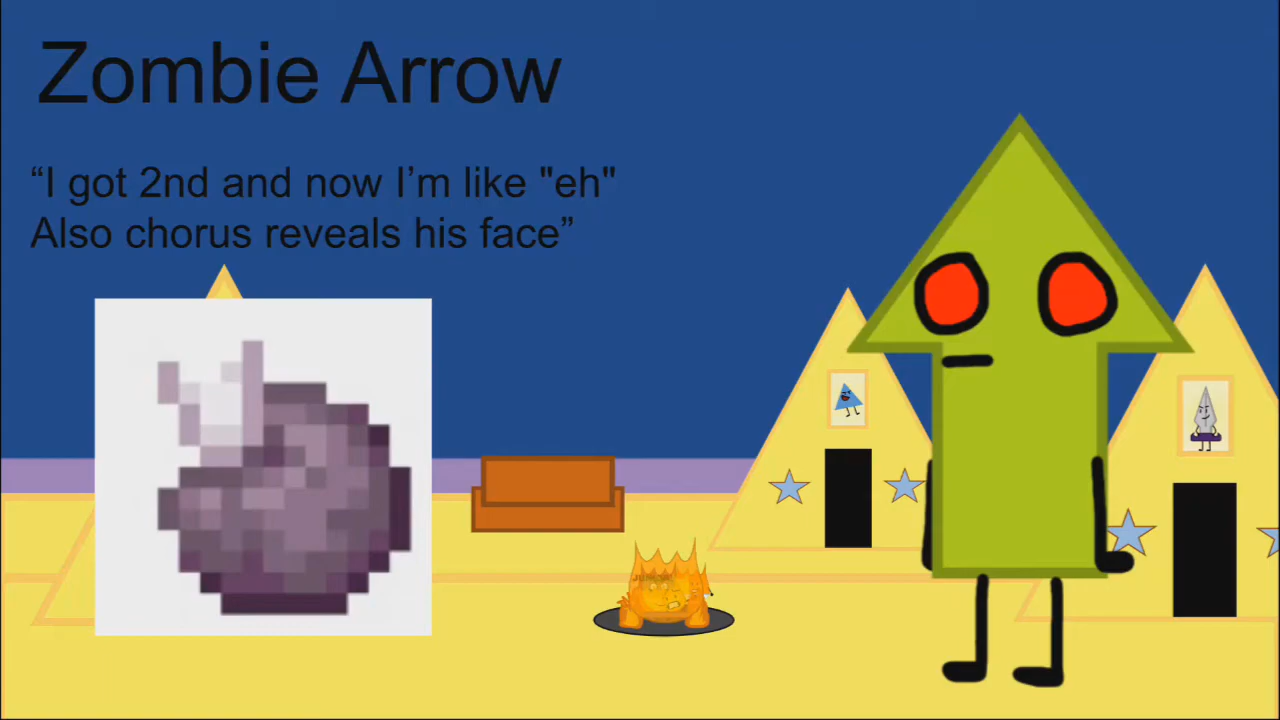 Zombie Arrow
“I got 2nd and now I’m like "eh"
Also chorus reveals his face”